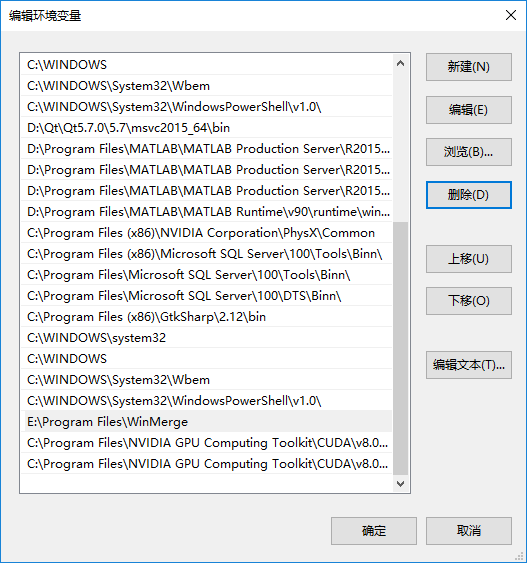 编辑环境变量
C:\WINDOWS
C:\WINDOWS\System32\Wbem
C:\WINDOWS\System32\WindowsPowerShell\v1.0\
D:\Qt\Qt5.7.0\5.7\msvc2015_64\bin
D:\Program Files\MATLAB\MATLAB Production Server\R2015...
D:\Program Files\MATLAB\MATLAB Production Server\R2015...
D:\Program Files\MATLAB\MATLAB Production Server\R2015...
D:\Program Files\MATLAB\MATLAB Runtime\v90\runtime\win...
C:\Program Files (x86)\NVIDIA Corporation\PhysX\Common
C:\Program Files (x86)\Microsoft SQL Server\100\Tools\Binn\
C:\Program Files\Microsoft SQL Server\100\Tools\Binn\
C:\Program Files\Microsoft SQL Server\100\DTS\Binn\
C:\Program Files (x86)\GtkSharp\2.12\bin
C:\WINDOWS\system32
C:\WINDOWS
C:\WINDOWS\System32\Wbem
C:\WINDOWS\System32\WindowsPowerShell\v1.0\
E:\Program Files\WinMerge
C:\Program Files\NVIDIA GPU Computing Toolkit\CUDA\v8.0...
C:\Program Files\NVIDIA GPU Computing Toolkit\CUDA\v8.0...
新建(N)
编辑(E)
浏览(B)...
删除(D)
上移(U)
下移(O)
编辑文本(T)...
确定
取消